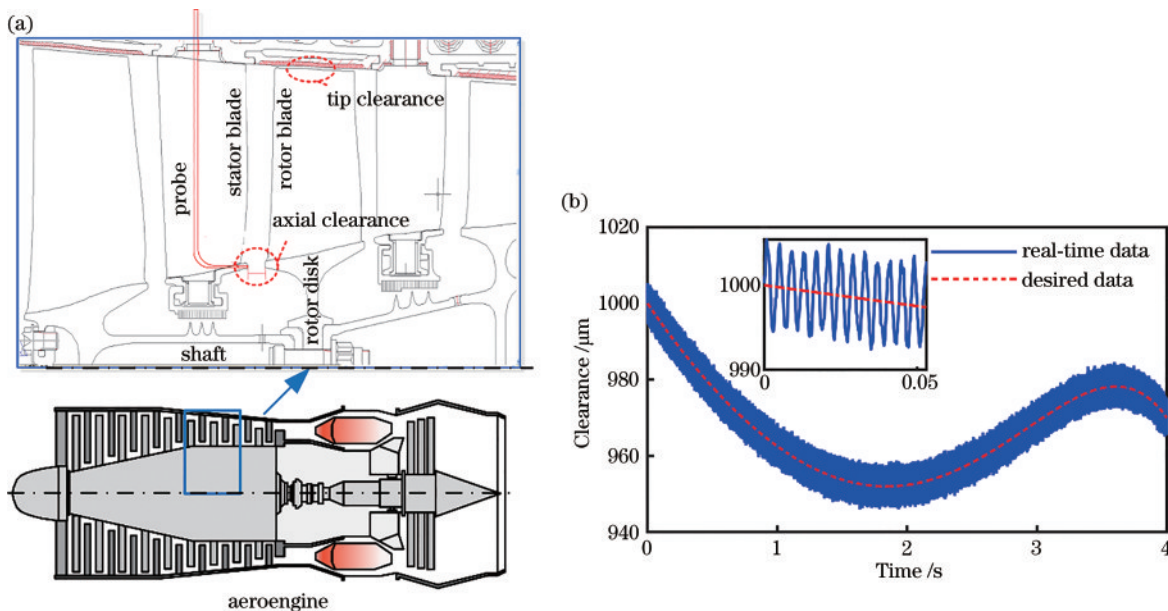 (a)
tip clearance
probe
stator blade
rotor blade
axial clearance
rotor disk
shaft
aeroengine
(b)
1020
1000
980
960
940
Clearance /μm
0
1
2
3
4
Time /s
1000
990
0
0.05
real-time data
desired data